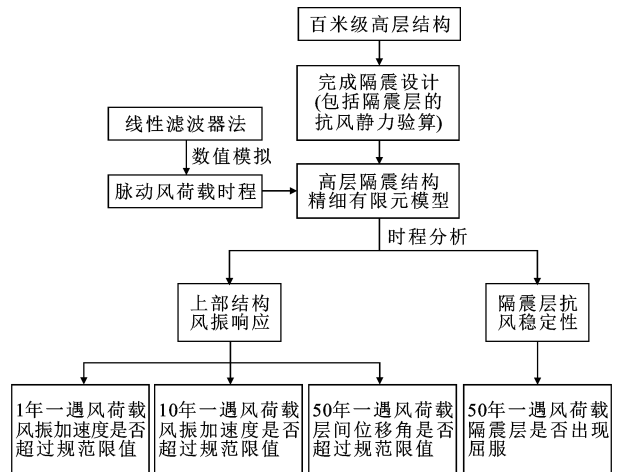 百米级高层结构
完成隔震设计
(包括隔震层的
抗风静力验算)
线性滤波器法
数值模拟
脉动风荷载时程
高层隔震结构
精细有限元模型
时程分析
上部结构
风振响应
隔震层抗
风稳定性
1年一遇风荷载
风振加速度是否
超过规范限值
10年一遇风荷载
风振加速度是否
超过规范限值
50年一遇风荷载
层间位移角是否
超过规范限值
50年一遇风荷载
隔震层是否出现
屈服